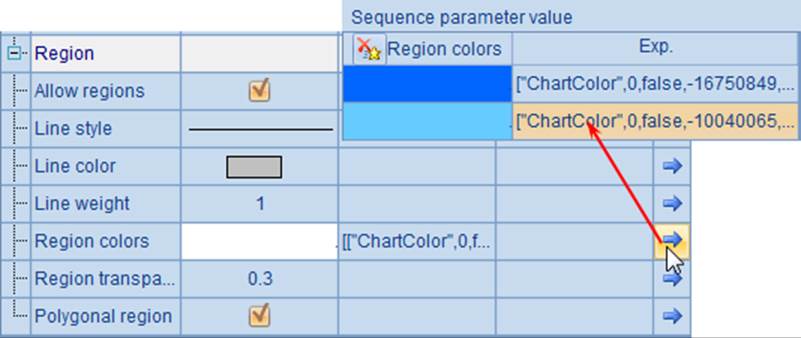 Sequence parameter value
Region colors Exp.
["ChartColor",0,false,-16750849,...
["ChartColor",0,false,-10040065,...
Region
Allow regions
Line style
Line color
Line weight 1
Region colors [["ChartColor",0,f...
Region transpa... 0.3
Polygonal region